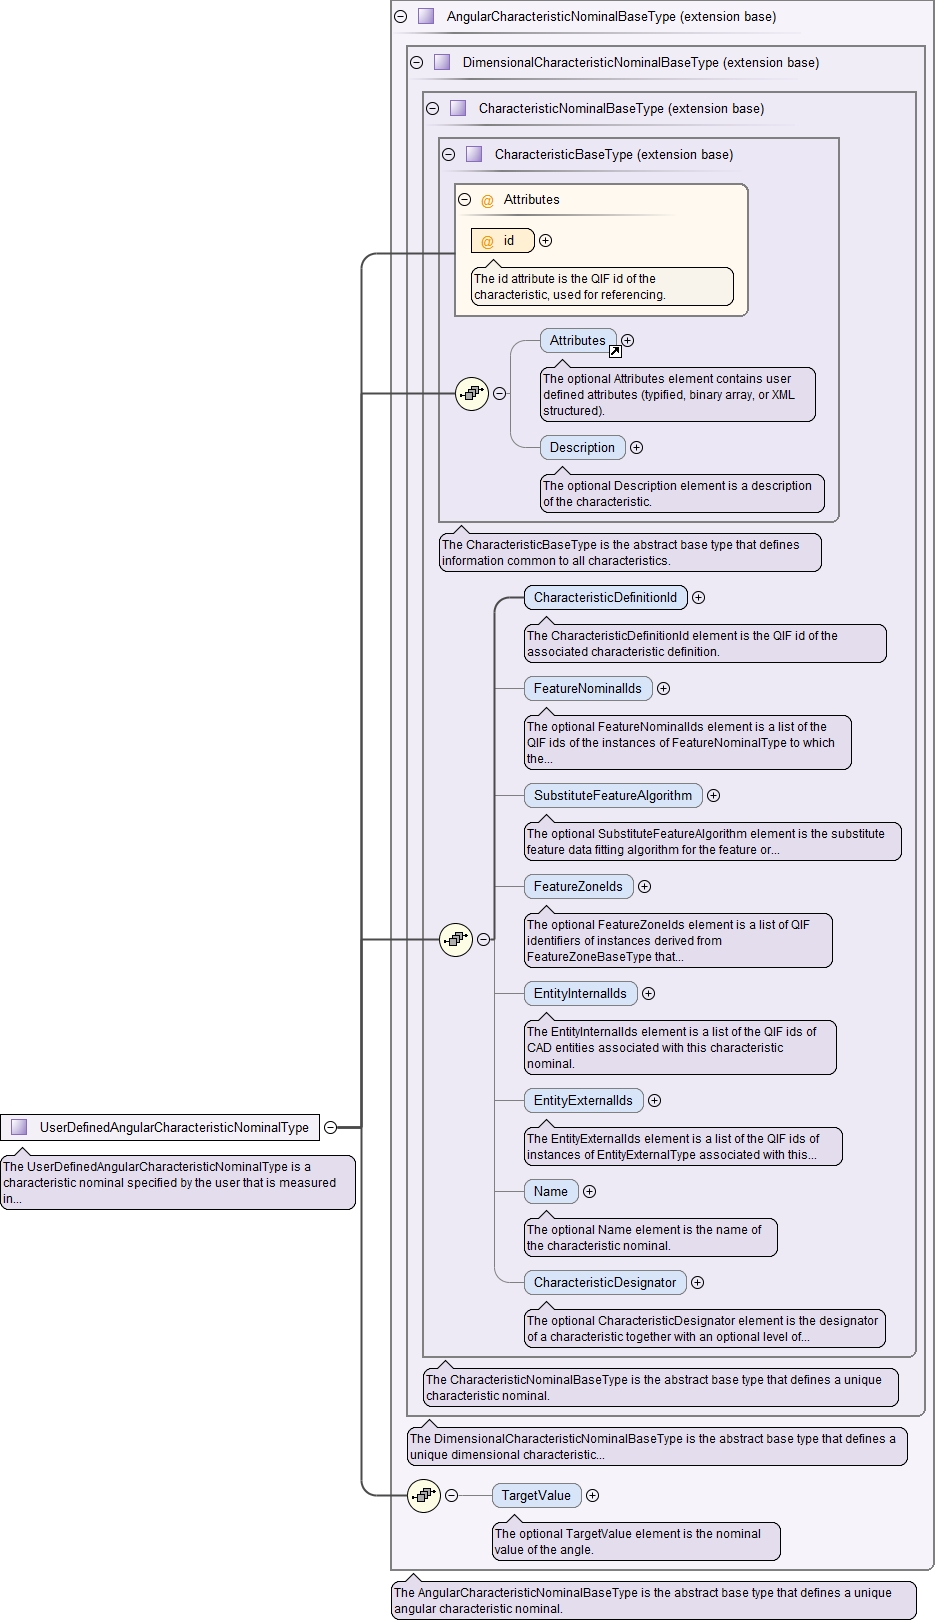 AngularCharacteristicNominalBaseType (extension base)
DimensionalCharacteristicNominalBaseType (extension base)
CharacteristicNominalBaseType (extension base)
CharacteristicBaseType (extension base)
@ Attributes
@ id
The id attribute is the QIF id of the
characteristic, used for referencing.
Attributes
The optional Attributes element contains user
defined attributes (typified, binary array, or XML
structured).
Description
The optional Description element is a description
of the characteristic.
The CharacteristicBaseType is the abstract base type that defines
information common to all characteristics.
CharacteristicDefinitionId
The CharacteristicDefinitionId element is the QIF id of the
associated characteristic definition.
FeatureNominalIds
The optional FeatureNominalIds element is a list of the
QIF ids of the instances of FeatureNominalType to which
the...
SubstituteFeatureAlgorithm
The optional SubstituteFeatureAlgorithm element is the substitute
feature data fitting algorithm for the feature or...
FeatureZoneIds
The optional FeatureZoneIds element is a list of QIF
identifiers of instances derived from
FeatureZoneBaseType that...
EntityInternalIds
The EntityInternalIds element is a list of the QIF ids of
CAD entities associated with this characteristic
nominal.
EntityExternalIds
The EntityExternalIds element is a list of the QIF ids of
instances of EntityExternalType associated with this...
UserDefinedAngularCharacteristicNominalType
The UserDefinedAngularCharacteristicNominalType is a
characteristic nominal specified by the user that is measured
in...
Name
The optional Name element is the name of
the characteristic nominal.
CharacteristicDesignator
The optional CharacteristicDesignator element is the designator
of a characteristic together with an optional level of...
The CharacteristicNominalBaseType is the abstract base type that defines a unique
characteristic nominal.
The DimensionalCharacteristicNominalBaseType is the abstract base type that defines a
unique dimensional characteristic...
TargetValue
The optional TargetValue element is the nominal
value of the angle.
The AngularCharacteristicNominalBaseType is the abstract base type that defines a unique
angular characteristic nominal.